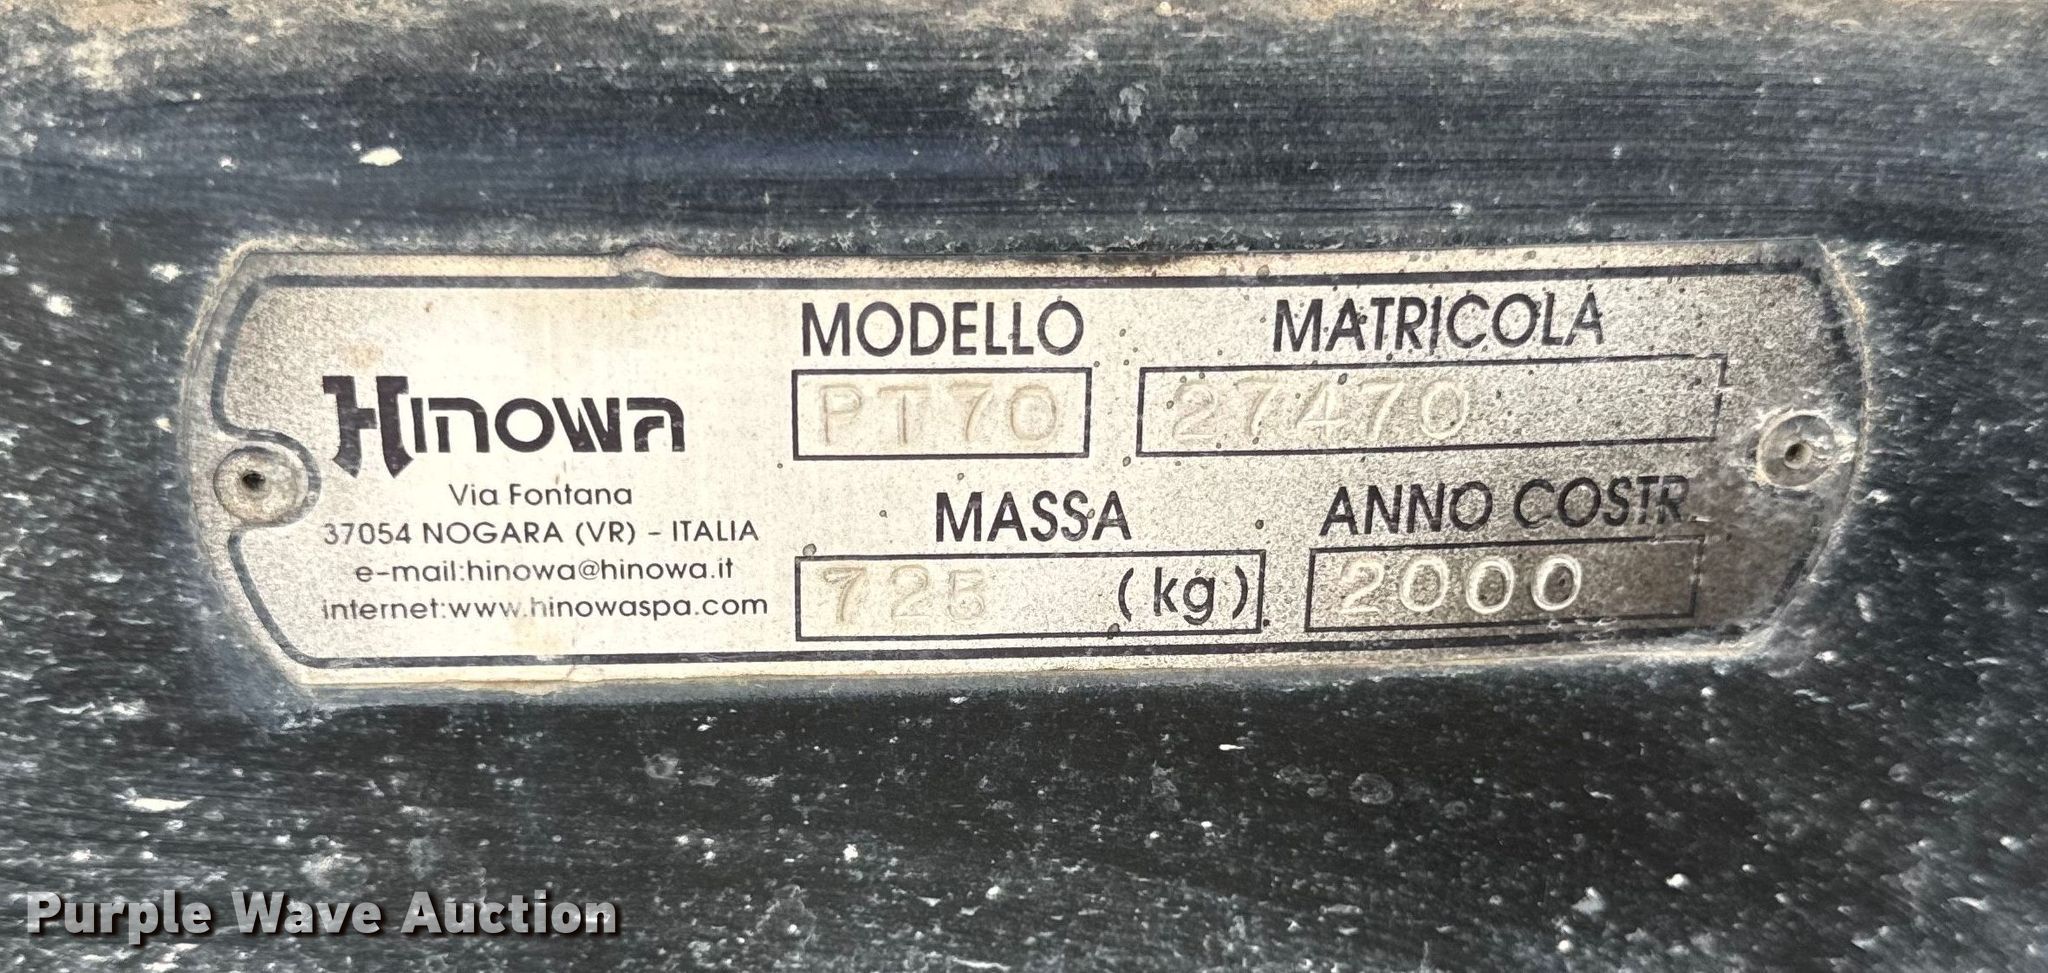 HINOWA
Via Fontana
37054 NOGARA (VR) - ITALIA
e-mail:hinowa@hinowa.it
internet:www.hinowaspa.com
MODELLO
PT70
MATRICOLA
27470
MASSA
725 (kg)
ANNO COSTR.
2000
Purple Wave Auction